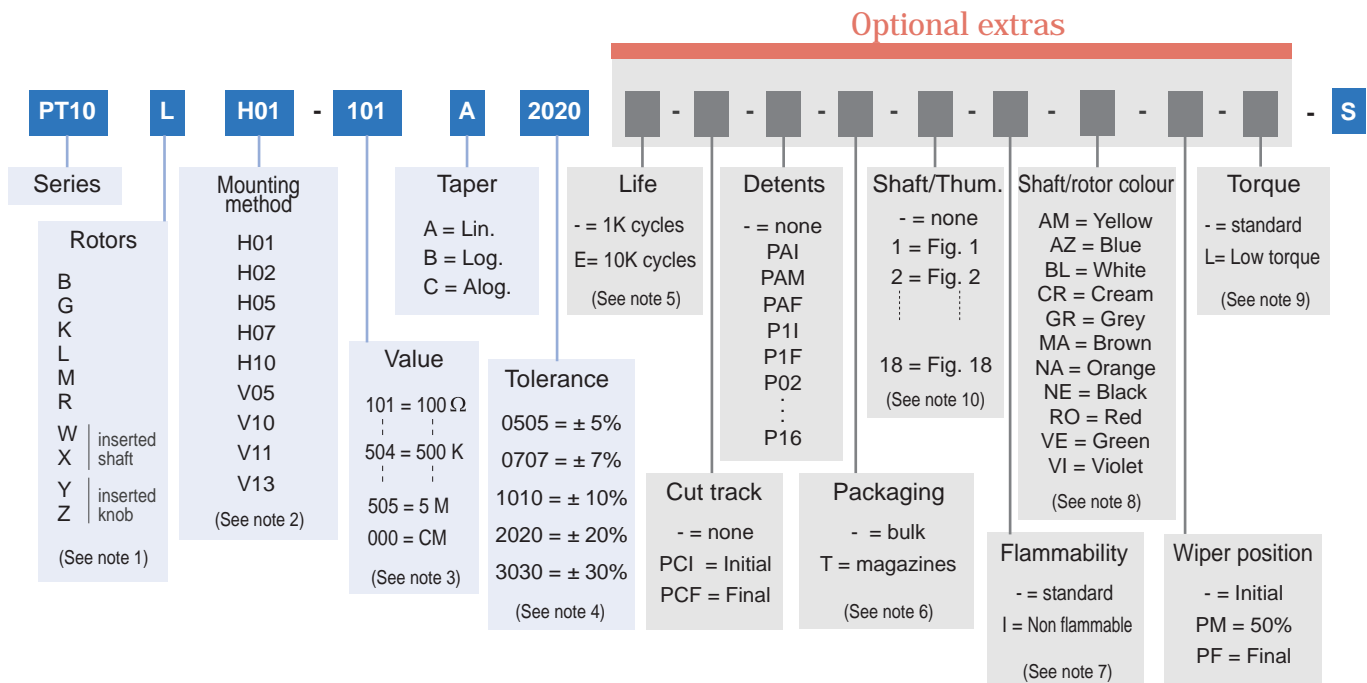 Optional extras
PT10 L H01 - 101 A 2020 - - - - - - - - - S
Series
Rotors
B
G
K
L
M
R
W
X
inserted
shaft
Y
Z
inserted
knob
(See note 1)
Mounting
method
H01
H02
H05
H07
H10
V05
V10
V11
V13
(See note 2)
Value
101 = 100 Ω
504 = 500 K
505 = 5 M
000 = CM
(See note 3)
Taper
A = Lin.
B = Log.
C = Alog.
Tolerance
0505 = ± 5%
0707 = ± 7%
1010 = ± 10%
2020 = ± 20%
3030 = ± 30%
(See note 4)
Life
- = 1K cycles
E= 10K cycles
(See note 5)
Cut track
- = none
PCI = Initial
PCF = Final
Detents
- = none
PAI
PAM
PAF
P1I
P1F
P02
:
:
P16
Packaging
- = bulk
T = magazines
(See note 6)
Shaft/Thum.
- = none
1 = Fig. 1
2 = Fig. 2
18 = Fig. 18
(See note 10)
Flammability
- = standard
I = Non flammable
(See note 7)
Shaft/rotor colour
AM = Yellow
AZ = Blue
BL = White
CR = Cream
GR = Grey
MA = Brown
NA = Orange
NE = Black
RO = Red
VE = Green
VI = Violet
(See note 8)
Wiper position
- = Initial
PM = 50%
PF = Final
Torque
- = standard
L= Low torque
(See note 9)